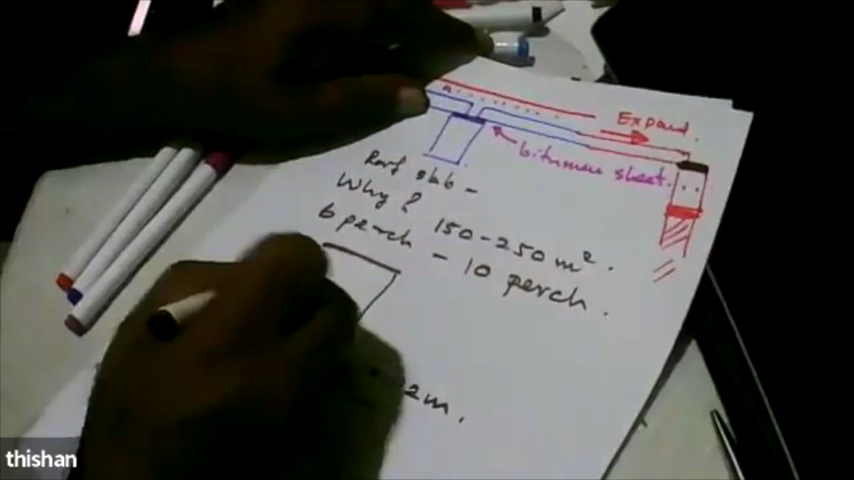 Expand.
bitumen sheet.
Roof slab -
Why? 150-250 m².
6 perch - 10 perch.
2m.
thishan